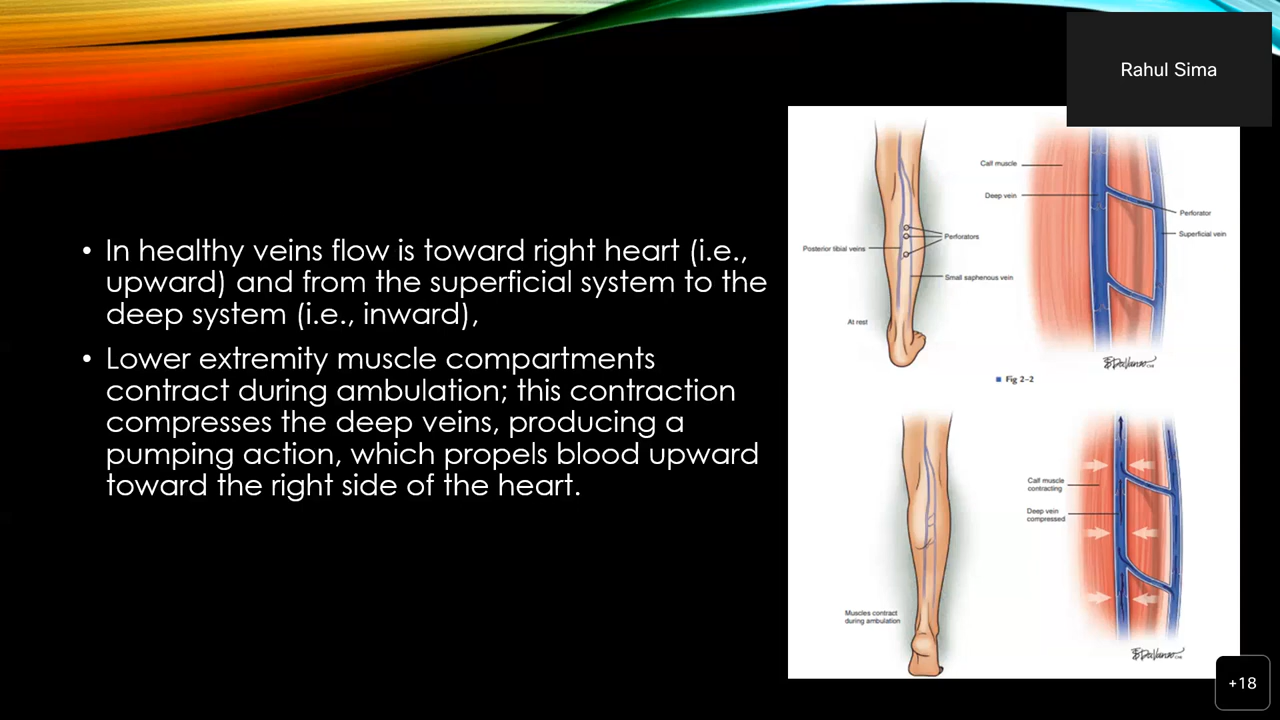 Rahul Sima
• In healthy veins flow is toward right heart (i.e.,
upward) and from the superficial system to the
deep system (i.e., inward),
• Lower extremity muscle compartments
contract during ambulation; this contraction
compresses the deep veins, producing a
pumping action, which propels blood upward
toward the right side of the heart.
Calf muscle
Deep vein
Perforator
Superficial vein
Perforators
Posterior tibial veins
Small saphenous vein
At rest
Fig 2-2
Calf muscle
contracting
Deep vein
compressed
Muscles contract
during ambulation
+18